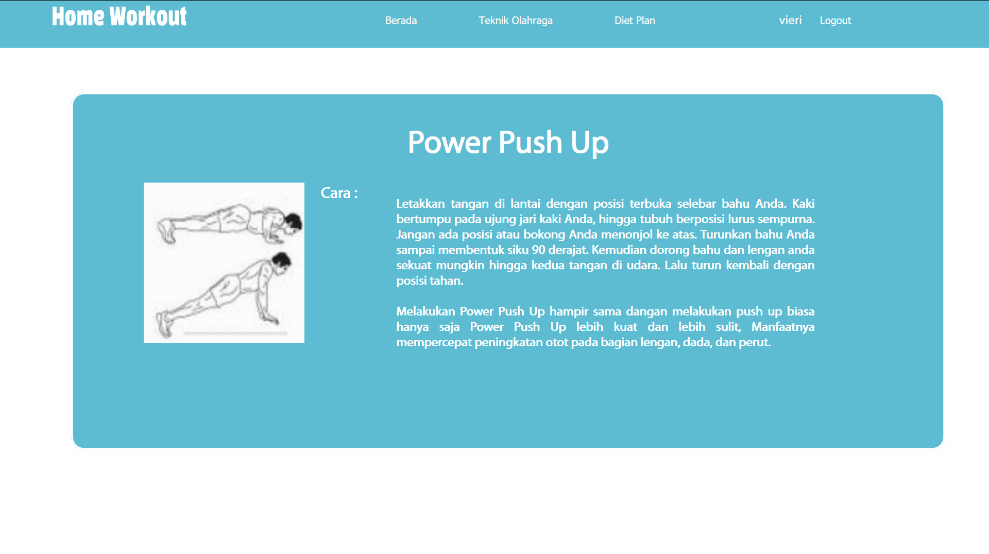 Home Workout
Berada
Teknik Olahraga
Diet Plan
vieri
Logout
Power Push Up
Cara :
Letakkan tangan di lantai dengan posisi terbuka selebar bahu Anda. Kaki
bertumpu pada ujung jari kaki Anda, hingga tubuh berposisi lurus sempurna.
Jangan ada posisi atau bokong Anda menonjol ke atas. Turunkan bahu Anda
sampai membentuk siku 90 derajat. Kemudian dorong bahu dan lengan anda
sekuat mungkin hingga kedua tangan di udara. Lalu turun kembali dengan
posisi tahan.
Melakukan Power Push Up hampir sama dangan melakukan push up biasa
hanya saja Power Push Up lebih kuat dan lebih sulit, Manfaatnya
mempercepat peningkatan otot pada bagian lengan, dada, dan perut.